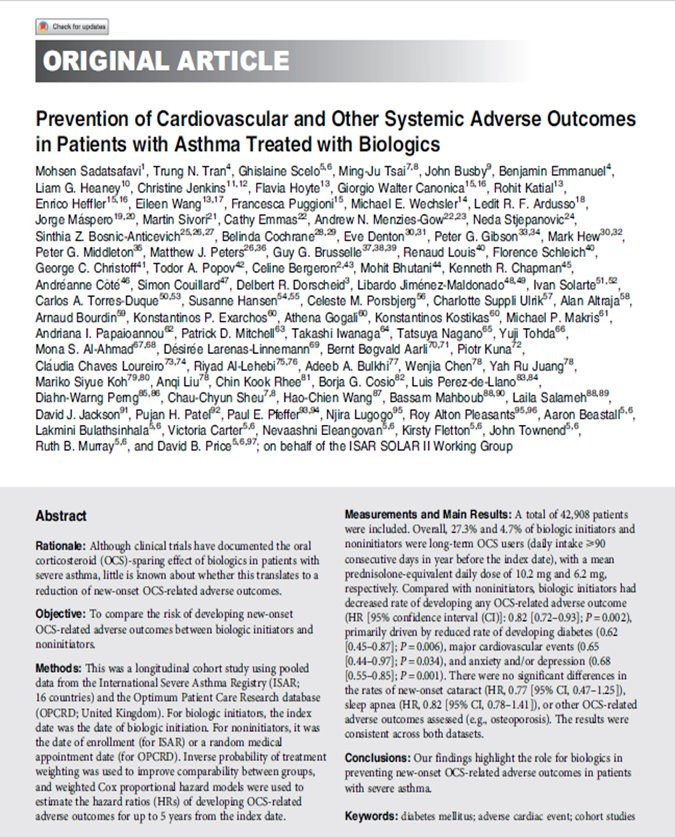 Check for updates
ORIGINAL ARTICLE
Prevention of Cardiovascular and Other Systemic Adverse Outcomes
in Patients with Asthma Treated with Biologics
Mohsen Sadatsafavi1, Trung N. Tran4, Ghislaine Scelo5,6, Ming-Ju Tsai7,8, John Busby9, Benjamin Emmanuel4,
Liam G. Heaney10, Christine Jenkins11,12, Flavia Hoyte13, Giorgio Walter Canonica15,16, Rohit Katial13,
Enrico Heffler15,16, Eileen Wang13,17, Francesca Puggioni15, Michael E. Wechsler14, Ledit R. F. Ardusso18,
Jorge Máspero19,20, Martin Sivori21, Cathy Emmas22, Andrew N. Menzies-Gow22,23, Neda Stjepanovic24,
Sinthia Z. Bosnic-Anticevich25,26,27, Belinda Cochrane28,29, Eve Denton30,31, Peter G. Gibson33,34, Mark Hew30,32,
Peter G. Middleton35, Matthew J. Peters26,36, Guy G. Brusselle37,38,39, Renaud Louis40, Florence Schleich40,
George C. Christoff41, Todor A. Popov42, Celine Bergeron2,43, Mohit Bhutani44, Kenneth R. Chapman45,
Andréanne Côté46, Simon Couillard47, Delbert R. Dorscheid3, Libardo Jiménez-Maldonado48,49, Ivan Solarte51,52,
Carlos A. Torres-Duque50,53, Susanne Hansen54,55, Celeste M. Porsbjerg56, Charlotte Suppli Ulrik57, Alan Altraja58,
Arnaud Bourdin59, Konstantinos P. Exarchos60, Athena Gogali60, Konstantinos Kostikas60, Michael P. Makris61,
Andriana I. Papaioannou62, Patrick D. Mitchell63, Takashi Iwanaga64, Tatsuya Nagano65, Yuji Tohda66,
Mona S. Al-Ahmad67,68, Désirée Larenas-Linnemann69, Bernt Bøgvald Aarli70,71, Piotr Kuna72,
Cláudia Chaves Loureiro73,74, Riyad Al-Lehebi75,76, Adeeb A. Bulkhi77, Wenjia Chen78, Yah Ru Juang78,
Mariko Siyue Koh79,80, Anqi Liu78, Chin Kook Rhee81, Borja G. Cosio82, Luis Perez-de-Llano83,84,
Diahn-Warng Perng85,86, Chau-Chyun Sheu7,8, Hao-Chien Wang87, Bassam Mahboub88,90, Laila Salameh88,89,
David J. Jackson91, Pujan H. Patel92, Paul E. Pfeffer93,94, Njira Lugogo95, Roy Alton Pleasants95,96, Aaron Beastall5,6,
Lakmini Bulathsinhala5,6, Victoria Carter5,6, Nevaashni Eleangovan5,6, Kirsty Fletton5,6, John Townend5,6,
Ruth B. Murray5,6, and David B. Price5,6,97; on behalf of the ISAR SOLAR II Working Group
Abstract
Rationale: Although clinical trials have documented the oral
corticosteroid (OCS)-sparing effect of biologics in patients with
severe asthma, little is known about whether this translates to a
reduction of new-onset OCS-related adverse outcomes.
Objective: To compare the risk of developing new-onset
OCS-related adverse outcomes between biologic initiators and
noninitiators.
Methods: This was a longitudinal cohort study using pooled
data from the International Severe Asthma Registry (ISAR;
16 countries) and the Optimum Patient Care Research database
(OPCRD; United Kingdom). For biologic initiators, the index
date was the date of biologic initiation. For noninitiators, it was
the date of enrollment (for ISAR) or a random medical
appointment date (for OPCRD). Inverse probability of treatment
weighting was used to improve comparability between groups,
and weighted Cox proportional hazard models were used to
estimate the hazard ratios (HRs) of developing OCS-related
adverse outcomes for up to 5 years from the index date.
Measurements and Main Results: A total of 42,908 patients
were included. Overall, 27.3% and 4.7% of biologic initiators and
noninitiators were long-term OCS users (daily intake ≥90
consecutive days in year before the index date), with a mean
prednisolone-equivalent daily dose of 10.2 mg and 6.2 mg,
respectively. Compared with noninitiators, biologic initiators had
decreased rate of developing any OCS-related adverse outcome
(HR [95% confidence interval (CI)]: 0.82 [0.72–0.93]; P = 0.002),
primarily driven by reduced rate of developing diabetes (0.62
[0.45–0.87]; P = 0.006), major cardiovascular events (0.65
[0.44–0.97]; P = 0.034), and anxiety and/or depression (0.68
[0.55–0.85]; P = 0.001). There were no significant differences in
the rates of new-onset cataract (HR, 0.77 [95% CI, 0.47–1.25]),
sleep apnea (HR, 0.82 [95% CI, 0.78–1.41]), or other OCS-related
adverse outcomes assessed (e.g., osteoporosis). The results were
consistent across both datasets.
Conclusions: Our findings highlight the role for biologics in
preventing new-onset OCS-related adverse outcomes in patients
with severe asthma.
Keywords: diabetes mellitus; adverse cardiac event; cohort studies